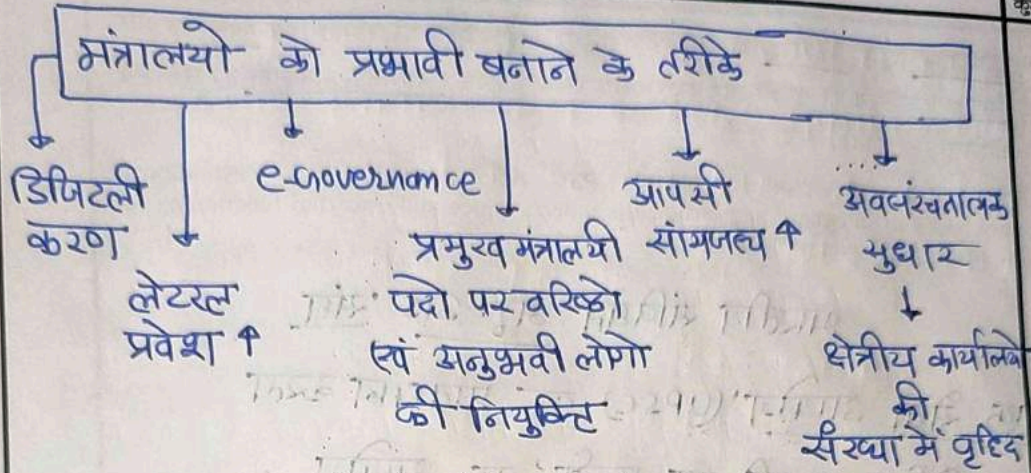 मंत्रालयो को प्रभावी बनाने के तरीके
डिजिटली
करण
लेटरल
प्रवेश ↑
e-Governance
प्रमुख मंत्रालयी
पदो पर वरिष्ठो
एवं अनुभवी लोगो
की नियुक्ति
आपसी
सांमजस्य ↑
अवसंरचनात्मक
सुधार
↓
क्षेत्रीय कार्यालयो
की
संख्या में वृद्धि